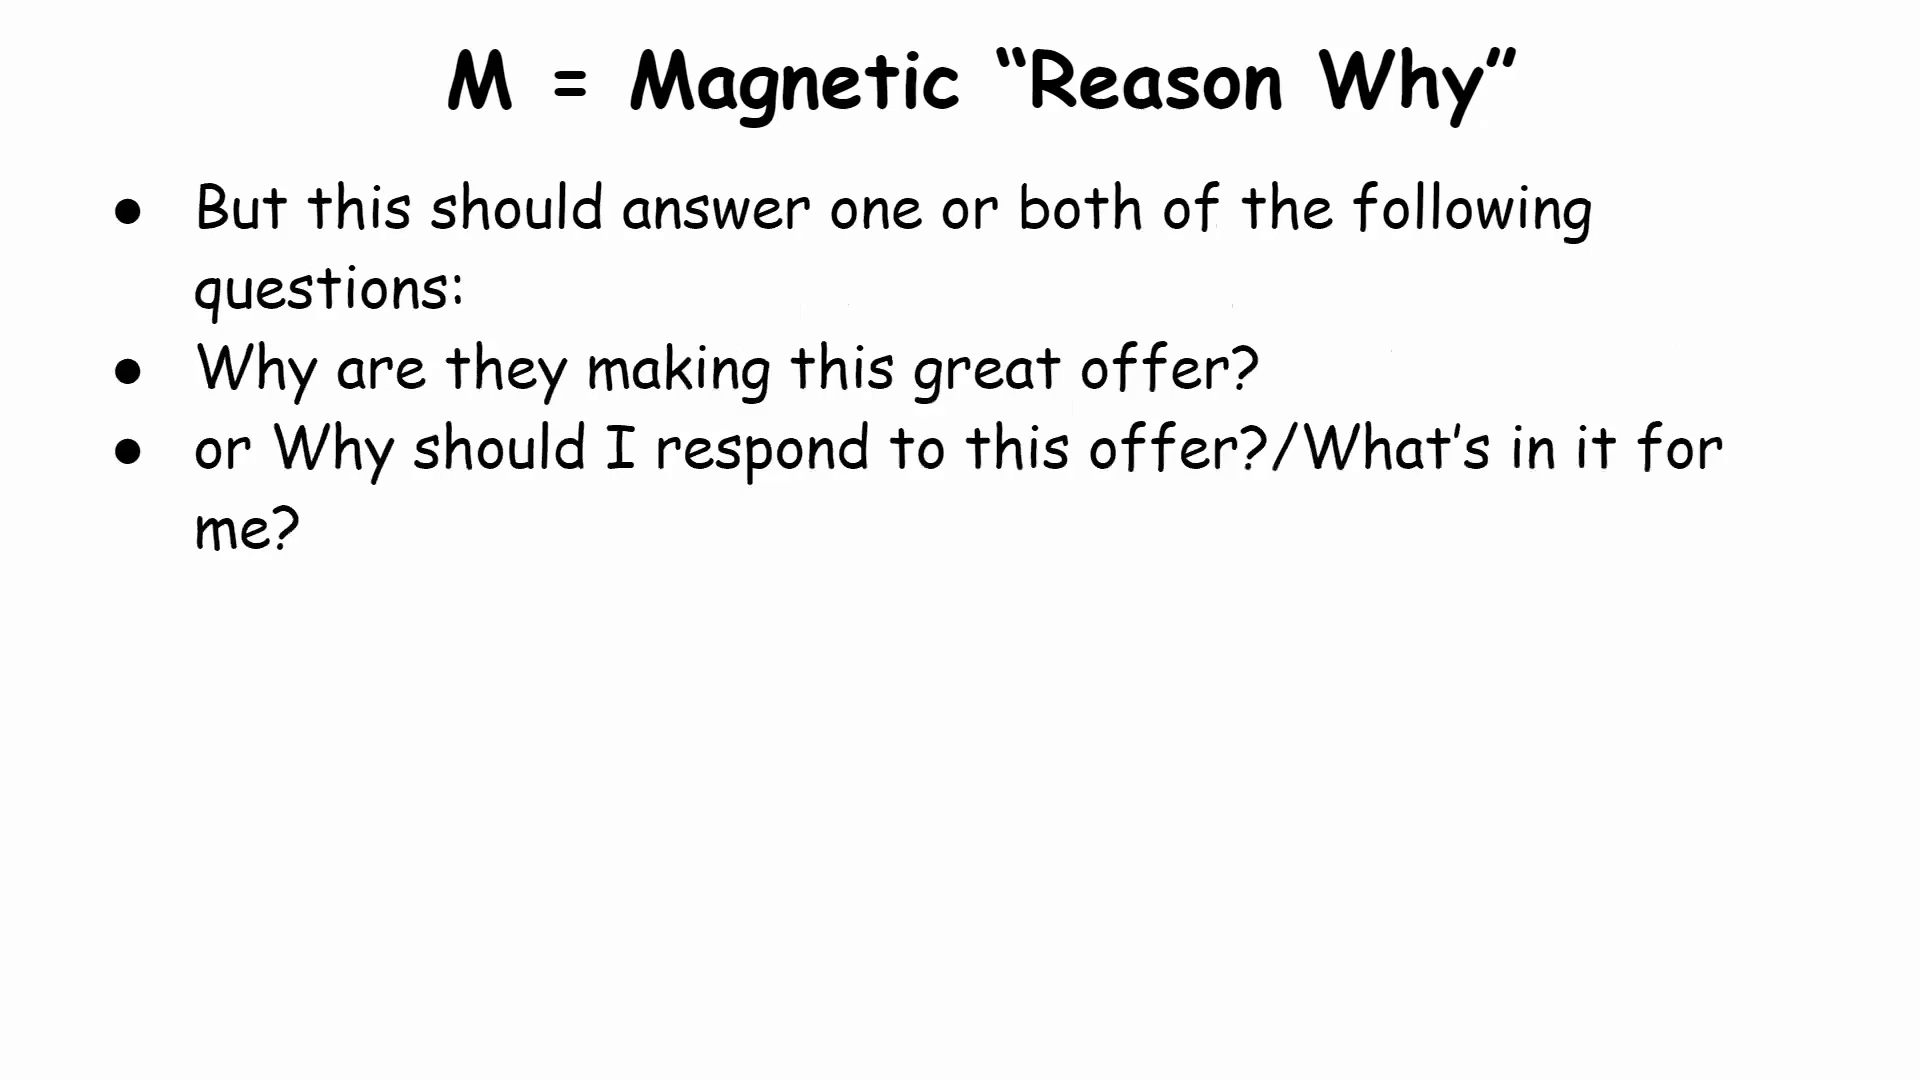 M = Magnetic “Reason Why”
● But this should answer one or both of the following
questions:
● Why are they making this great offer?
● or Why should I respond to this offer?/What’s in it for
me?